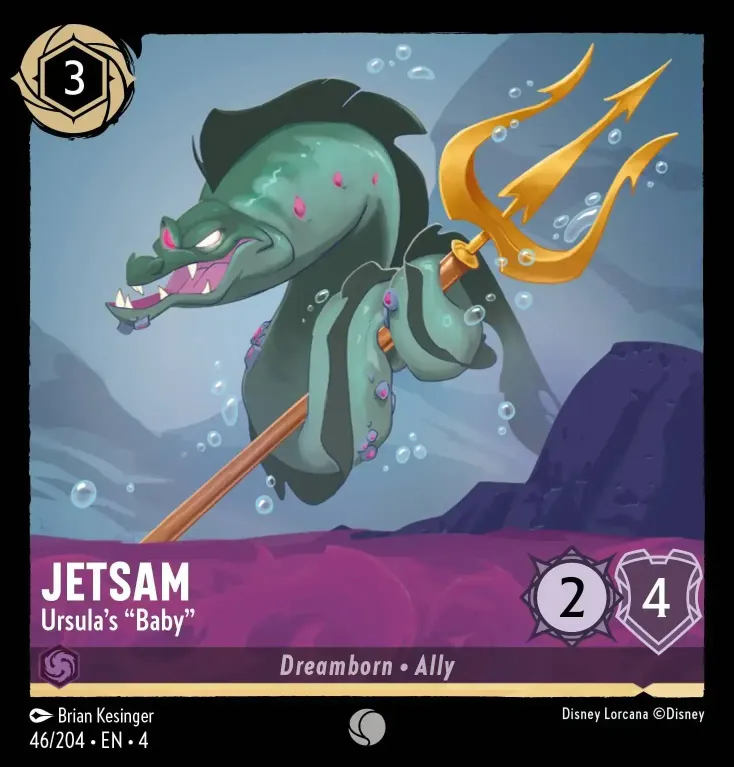 3
JETSAM
Ursula's “Baby”
2
4
Dreamborn • Ally
Brian Kesinger
Disney Lorcana ©Disney
46/204 • EN • 4